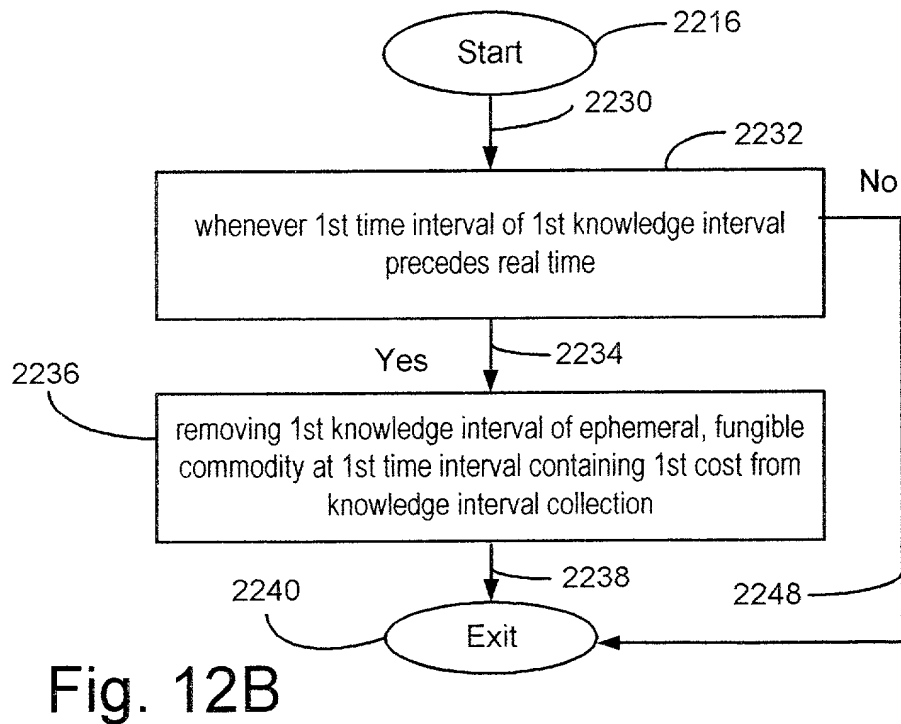 2216
Start
2230
2232
No
whenever 1st time interval of 1st knowledge interval
precedes real time
2234
Yes
2236
removing 1st knowledge interval of ephemeral, fungible
commodity at 1st time interval containing 1st cost from
knowledge interval collection
2238
2240
2248
Exit
Fig. 12B